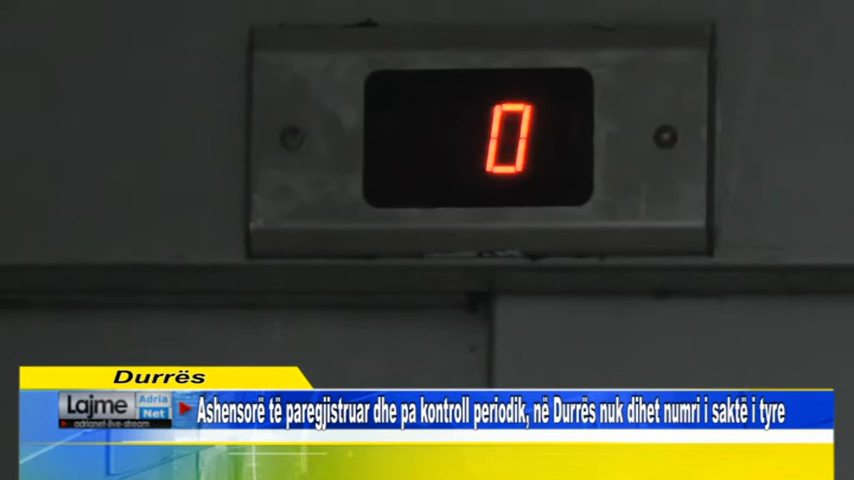 0
Durrës
Lajme Adria Net
adrianet-live-stream
Ashensorë të paregjistruar dhe pa kontroll periodik, në Durrës nuk dihet numri i saktë i tyre